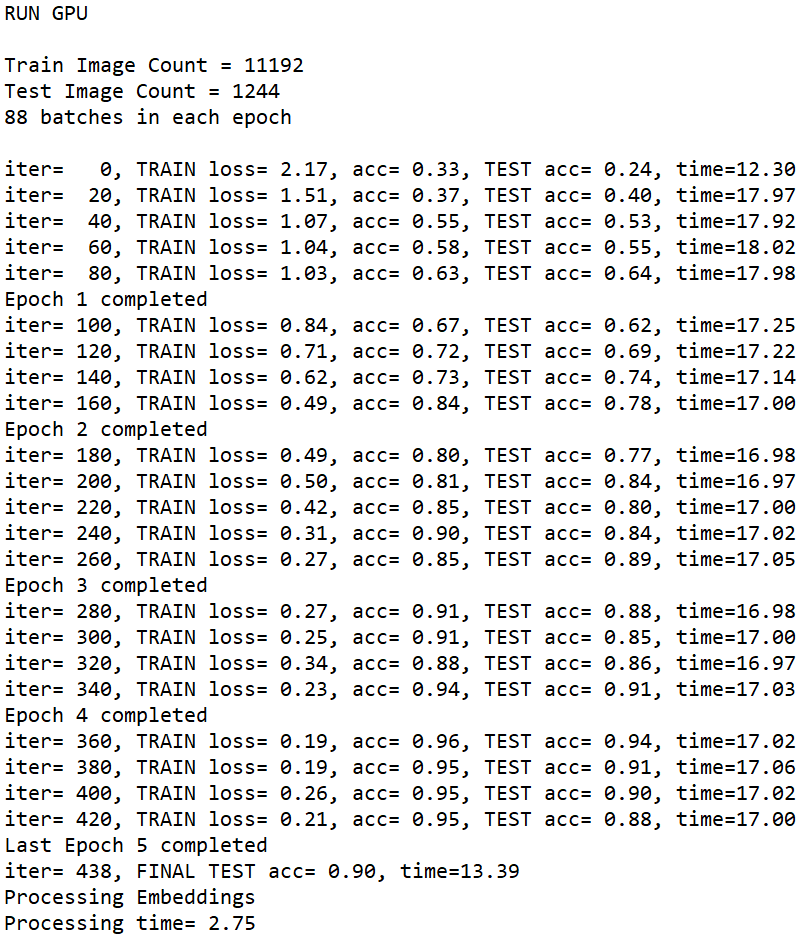 RUN GPU
Train Image Count = 11192
Test Image Count = 1244
88 batches in each epoch
iter=   0, TRAIN loss= 2.17, acc= 0.33, TEST acc= 0.24, time=12.30
iter=  20, TRAIN loss= 1.51, acc= 0.37, TEST acc= 0.40, time=17.97
iter=  40, TRAIN loss= 1.07, acc= 0.55, TEST acc= 0.53, time=17.92
iter=  60, TRAIN loss= 1.04, acc= 0.58, TEST acc= 0.55, time=18.02
iter=  80, TRAIN loss= 1.03, acc= 0.63, TEST acc= 0.64, time=17.98
Epoch 1 completed
iter= 100, TRAIN loss= 0.84, acc= 0.67, TEST acc= 0.62, time=17.25
iter= 120, TRAIN loss= 0.71, acc= 0.72, TEST acc= 0.69, time=17.22
iter= 140, TRAIN loss= 0.62, acc= 0.73, TEST acc= 0.74, time=17.14
iter= 160, TRAIN loss= 0.49, acc= 0.84, TEST acc= 0.78, time=17.00
Epoch 2 completed
iter= 180, TRAIN loss= 0.49, acc= 0.80, TEST acc= 0.77, time=16.98
iter= 200, TRAIN loss= 0.50, acc= 0.81, TEST acc= 0.84, time=16.97
iter= 220, TRAIN loss= 0.42, acc= 0.85, TEST acc= 0.80, time=17.00
iter= 240, TRAIN loss= 0.31, acc= 0.90, TEST acc= 0.84, time=17.02
iter= 260, TRAIN loss= 0.27, acc= 0.85, TEST acc= 0.89, time=17.05
Epoch 3 completed
iter= 280, TRAIN loss= 0.27, acc= 0.91, TEST acc= 0.88, time=16.98
iter= 300, TRAIN loss= 0.25, acc= 0.91, TEST acc= 0.85, time=17.00
iter= 320, TRAIN loss= 0.34, acc= 0.88, TEST acc= 0.86, time=16.97
iter= 340, TRAIN loss= 0.23, acc= 0.94, TEST acc= 0.91, time=17.03
Epoch 4 completed
iter= 360, TRAIN loss= 0.19, acc= 0.96, TEST acc= 0.94, time=17.02
iter= 380, TRAIN loss= 0.19, acc= 0.95, TEST acc= 0.91, time=17.06
iter= 400, TRAIN loss= 0.26, acc= 0.95, TEST acc= 0.90, time=17.02
iter= 420, TRAIN loss= 0.21, acc= 0.95, TEST acc= 0.88, time=17.00
Last Epoch 5 completed
iter= 438, FINAL TEST acc= 0.90, time=13.39
Processing Embeddings
Processing time= 2.75